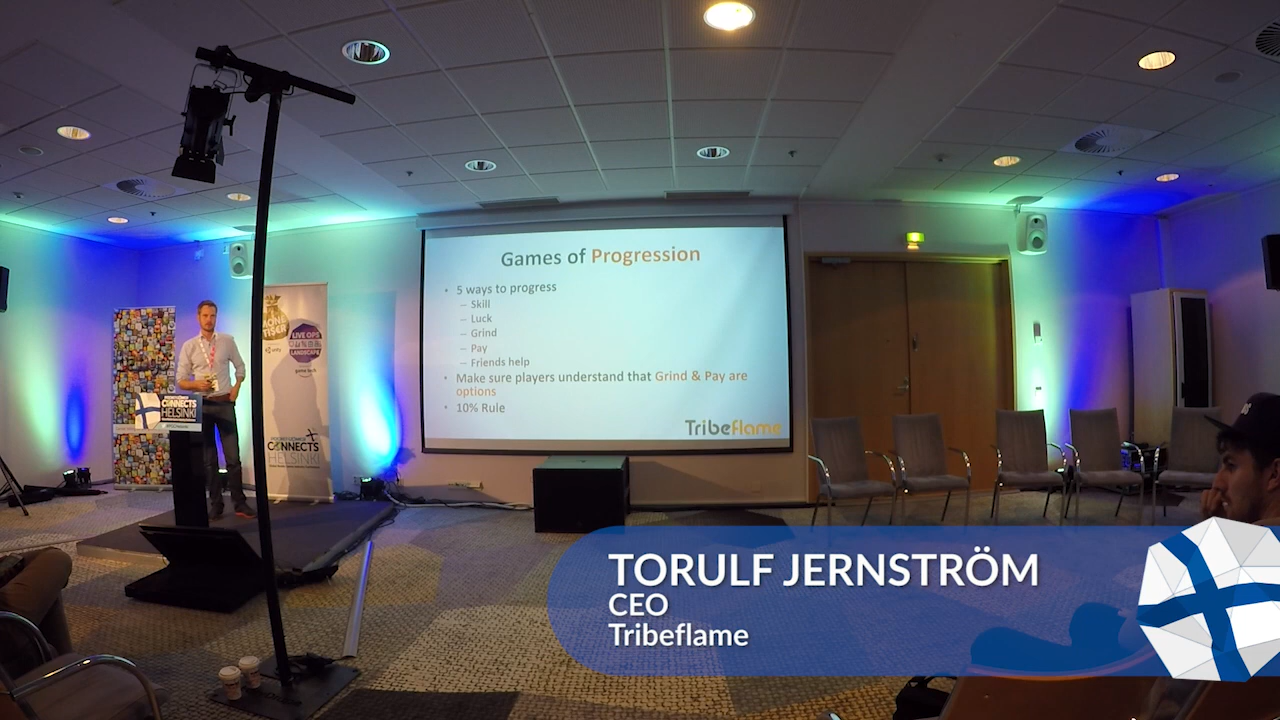 Games of Progression
• 5 ways to progress
– Skill
– Luck
– Grind
– Pay
– Friends help
• Make sure players understand that Grind & Pay are
options
• 10% Rule
Tribeflame
LIVE OPS
LANDSCAPE
CONNECTS
HELSINKI
CONNECTS
HELSINKI
TORULF JERNSTRÖM
CEO
Tribeflame